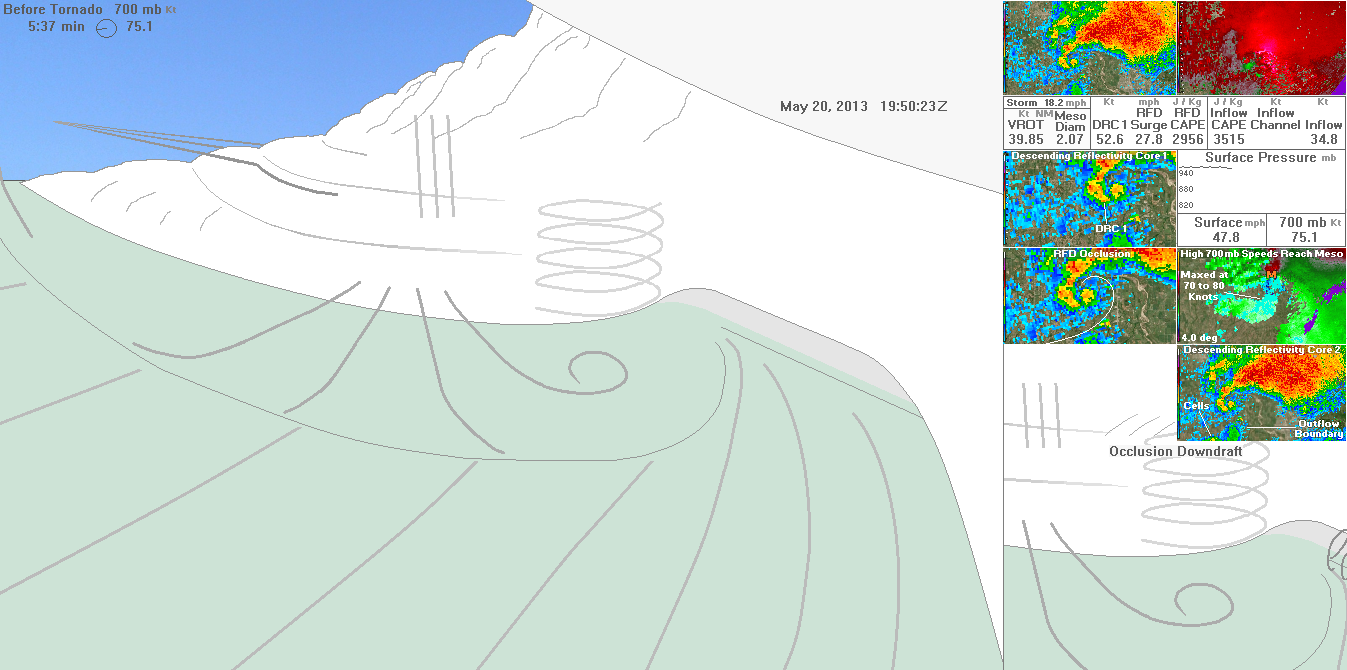 Before Tornado 700 mb Kt
5:37 min 75.1
May 20, 2013 19:50:23Z
Storm 18.2 mph
Kt NM
VROT Meso Diam
39.85 2.07
Kt mph J / Kg
DRC1 RFD Surge RFD CAPE
52.6 27.8 2956
J / Kg Kt Kt
Inflow CAPE Inflow Channel Inflow
3515 34.8
Descending Reflectivity Core 1
DRC 1
Surface Pressure mb
940
880
820
Surface mph 700 mb Kt
47.8 75.1
RFD Occlusion
High 700mb Speeds Reach Meso
M
Maxed at
70 to 80
Knots
4.0 deg
Descending Reflectivity Core 2
Cells
Outflow
Boundary
Occlusion Downdraft